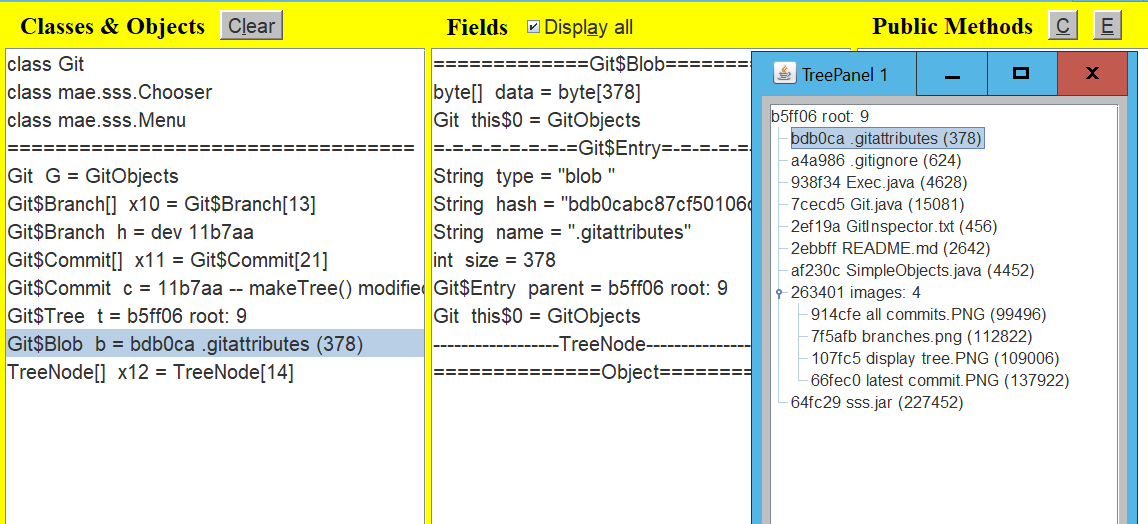 Classes & Objects Clear
class Git
class mae.sss.Chooser
class mae.sss.Menu
===================================
Git G = GitObjects
Git$Branch[] x10 = Git$Branch[13]
Git$Branch h = dev 11b7aa
Git$Commit[] x11 = Git$Commit[21]
Git$Commit c = 11b7aa -- makeTree() modified
Git$Tree t = b5ff06 root: 9
Git$Blob b = bdb0ca .gitattributes (378)
TreeNode[] x12 = TreeNode[14]
Fields Display all
=============Git$Blob=========
byte[] data = byte[378]
Git this$0 = GitObjects
=-=-=-=-=-=-=Git$Entry=-=-=-=-=
String type = "blob "
String hash = "bdb0cabc87cf50106
String name = ".gitattributes"
int size = 378
Git$Entry parent = b5ff06 root: 9
Git this$0 = GitObjects
------------------TreeNode---------------
===============Object=========
Public Methods C E
TreePanel 1
b5ff06 root: 9
bdb0ca .gitattributes (378)
a4a986 .gitignore (624)
938f34 Exec.java (4628)
7cecd5 Git.java (15081)
2ef19a GitInspector.txt (456)
2ebbff README.md (2642)
af230c SimpleObjects.java (4452)
263401 images: 4
914cfe all commits.PNG (99496)
7f5afb branches.png (112822)
107fc5 display tree.PNG (109006)
66fec0 latest commit.PNG (137922)
64fc29 sss.jar (227452)